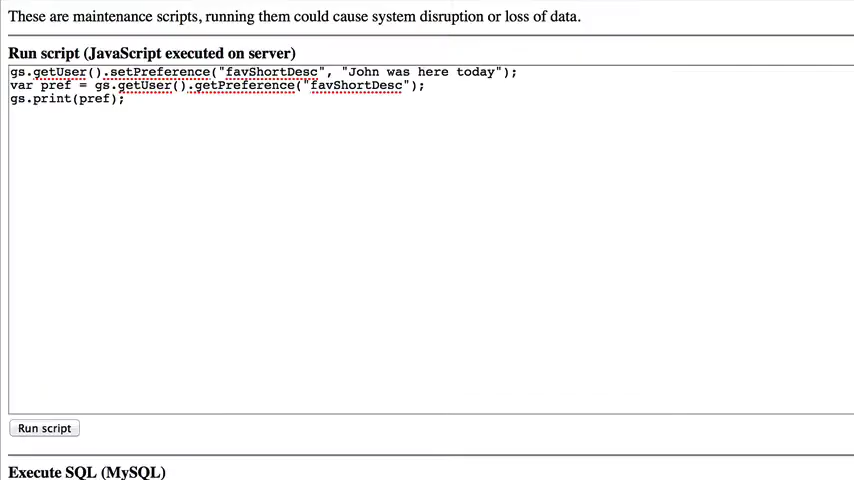 These are maintenance scripts, running them could cause system disruption or loss of data.
Run script (JavaScript executed on server)
gs.getUser().setPreference("favShortDesc", "John was here today");
var pref = gs.getUser().getPreference("favShortDesc");
gs.print(pref);
Run script
Execute SQL (MySQL)